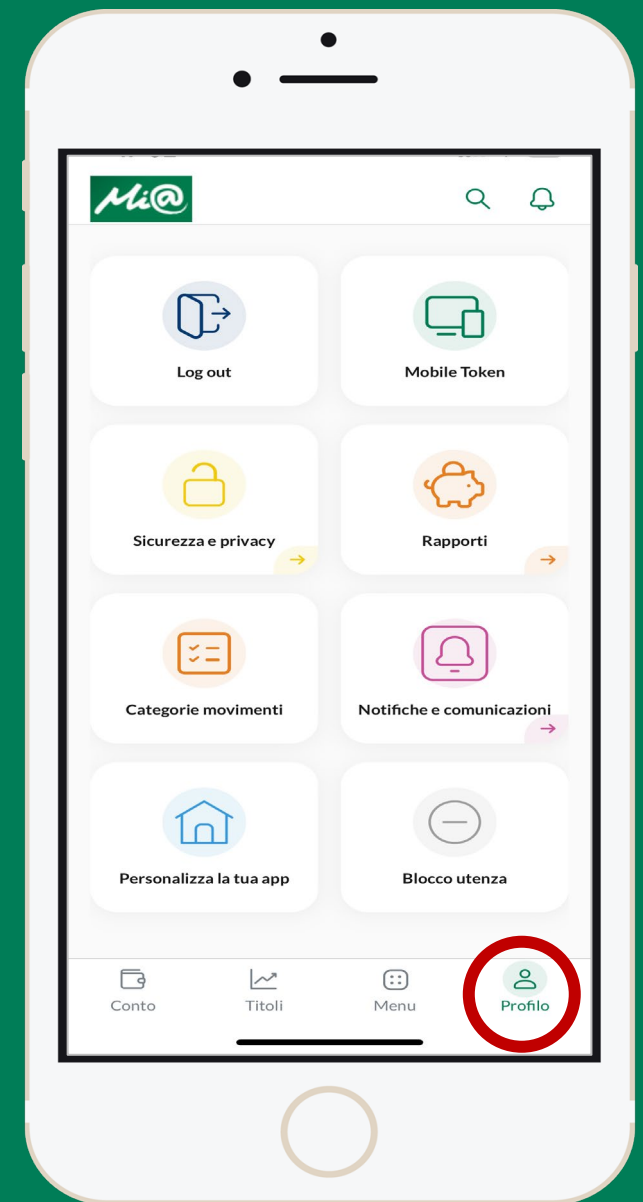 Mi@
Log out
Mobile Token
Sicurezza e privacy
Rapporti
Categorie movimenti
Notifiche e comunicazioni
Personalizza la tua app
Blocco utenza
Conto
Titoli
Menu
Profilo